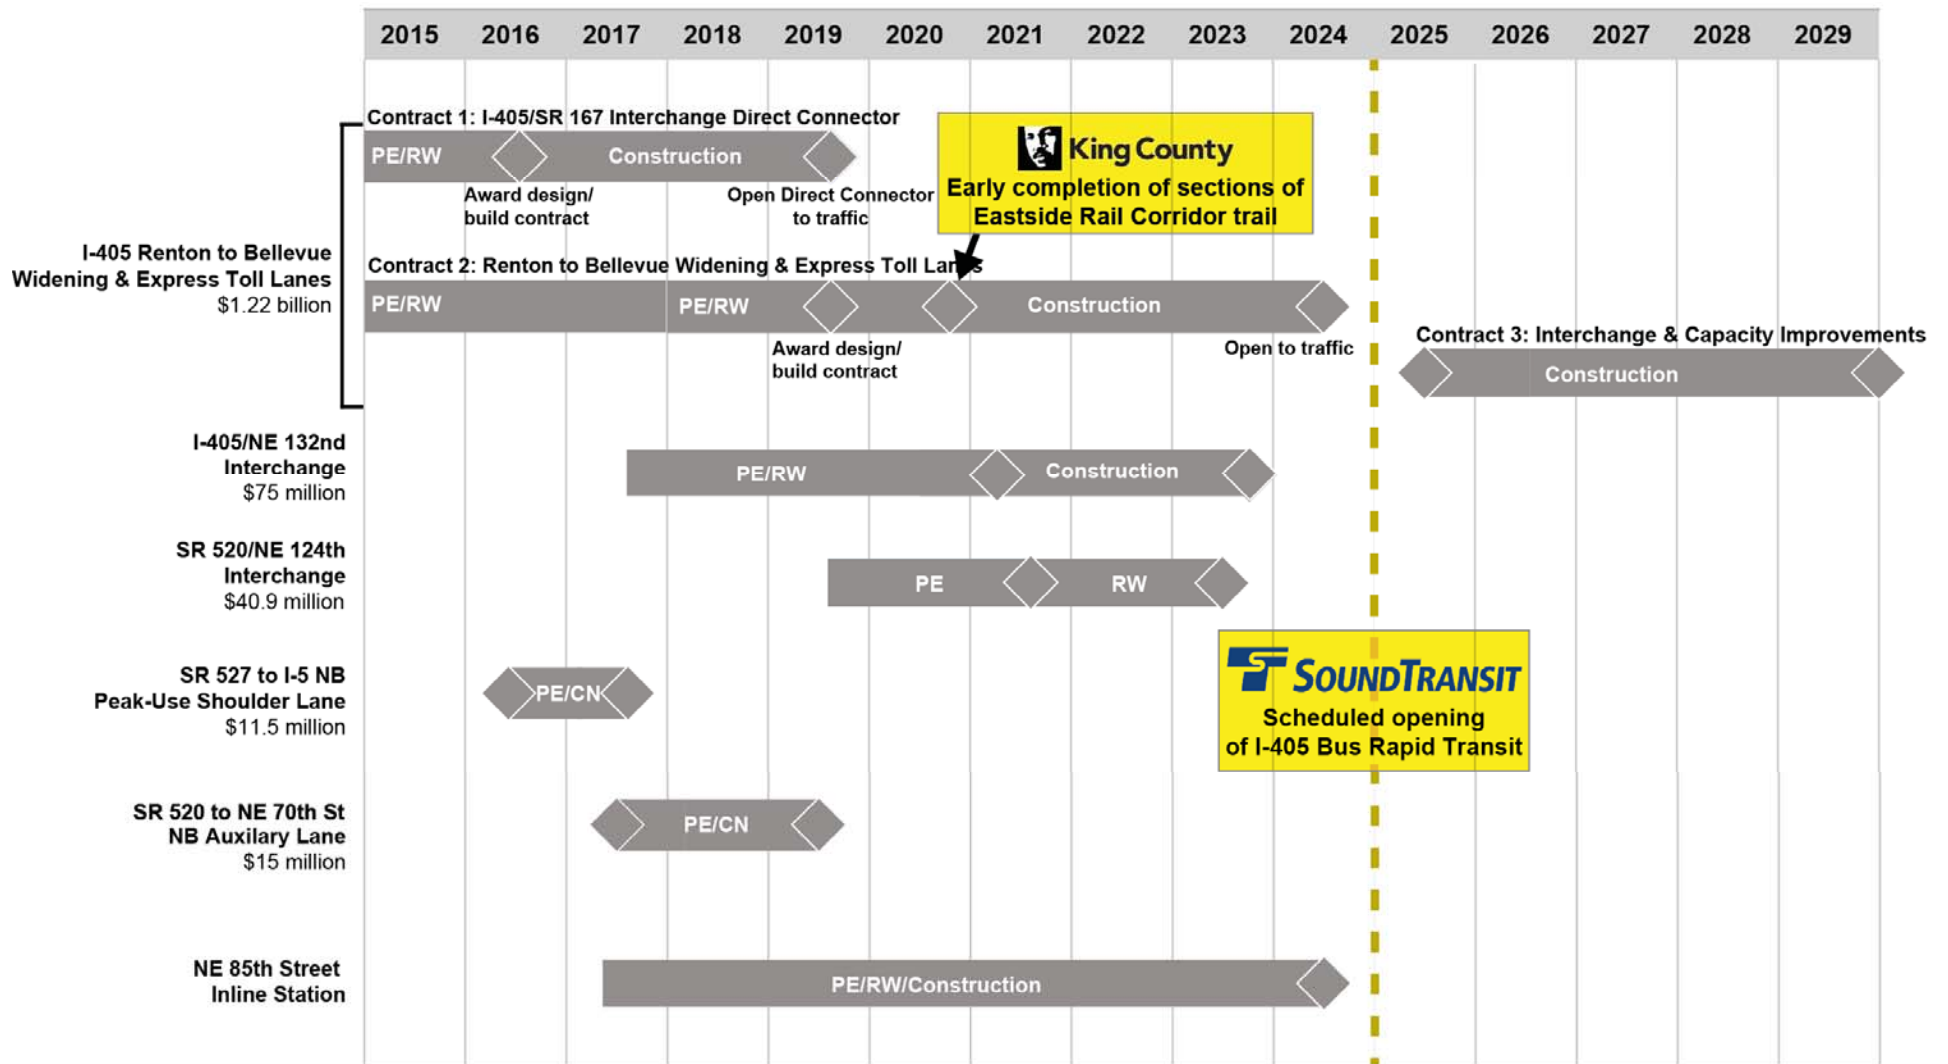 2015 2016 2017 2018 2019 2020 2021 2022 2023 2024 2025 2026 2027 2028 2029
I-405 Renton to Bellevue
Widening & Express Toll Lanes
$1.22 billion
Contract 1: I-405/SR 167 Interchange Direct Connector
PE/RW
Construction
Award design/
build contract
Open Direct Connector
to traffic
King County
Early completion of sections of
Eastside Rail Corridor trail
Contract 2: Renton to Bellevue Widening & Express Toll Lanes
PE/RW
PE/RW
Construction
Award design/
build contract
Open to traffic
Contract 3: Interchange & Capacity Improvements
Construction
I-405/NE 132nd
Interchange
$75 million
PE/RW
Construction
SR 520/NE 124th
Interchange
$40.9 million
PE
RW
SR 527 to I-5 NB
Peak-Use Shoulder Lane
$11.5 million
PE/CN
ST SOUNDTRANSIT
Scheduled opening
of I-405 Bus Rapid Transit
SR 520 to NE 70th St
NB Auxilary Lane
$15 million
PE/CN
NE 85th Street
Inline Station
PE/RW/Construction